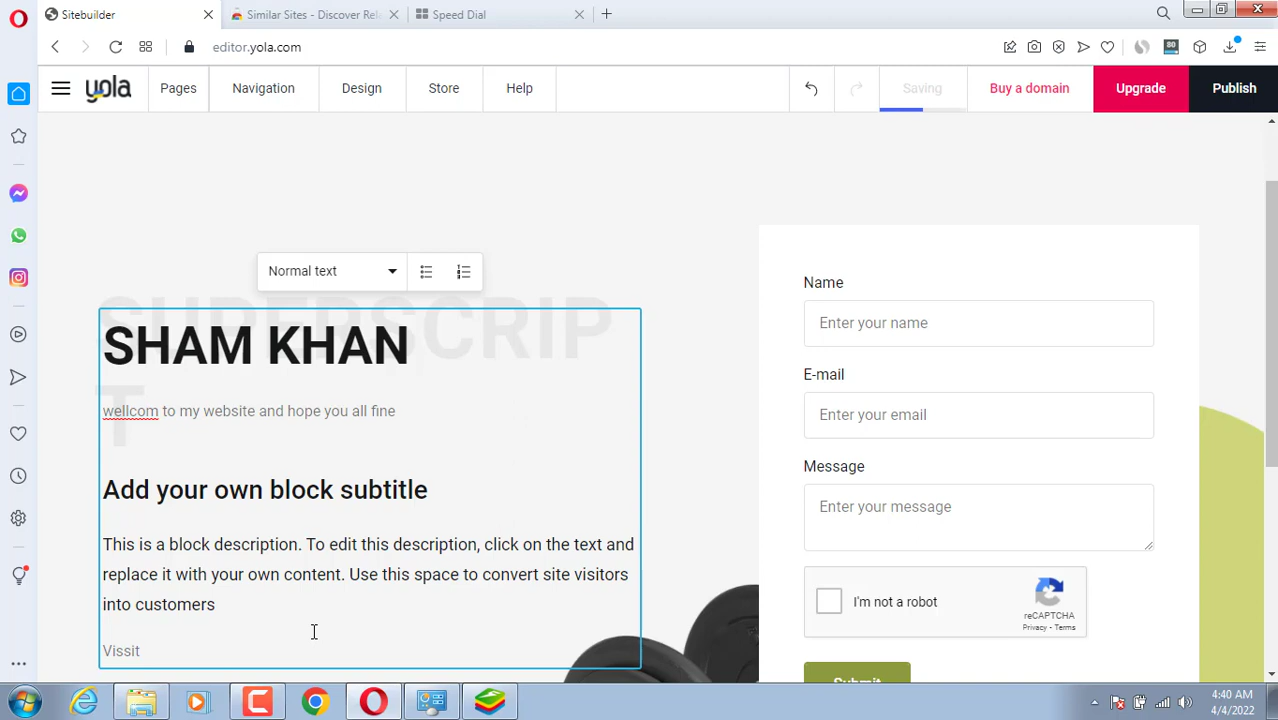 Sitebuilder
Similar Sites - Discover Rela
Speed Dial
editor.yola.com
80
yola
Pages
Navigation
Design
Store
Help
Saving
Buy a domain
Upgrade
Publish
Normal text
SUPERSCRIP
T
SHAM KHAN
wellcom to my website and hope you all fine
Add your own block subtitle
This is a block description. To edit this description, click on the text and
replace it with your own content. Use this space to convert site visitors
into customers
Vissit
Name
Enter your name
E-mail
Enter your email
Message
Enter your message
I'm not a robot
reCAPTCHA
Privacy - Terms
Submit
4:40 AM
4/4/2022